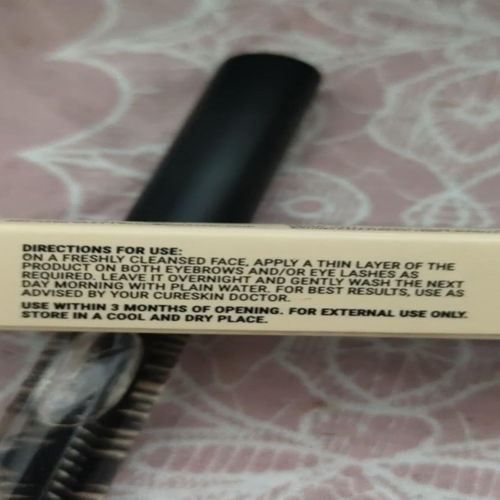 DIRECTIONS FOR USE:
ON A FRESHLY CLEANSED FACE, APPLY A THIN LAYER OF THE
PRODUCT ON BOTH EYEBROWS AND/OR EYE LASHES AS
REQUIRED. LEAVE IT OVERNIGHT AND GENTLY WASH THE NEXT
DAY MORNING WITH PLAIN WATER. FOR BEST RESULTS, USE AS
ADVISED BY YOUR CURESKIN DOCTOR.
USE WITHIN 3 MONTHS OF OPENING. FOR EXTERNAL USE ONLY.
STORE IN A COOL AND DRY PLACE.